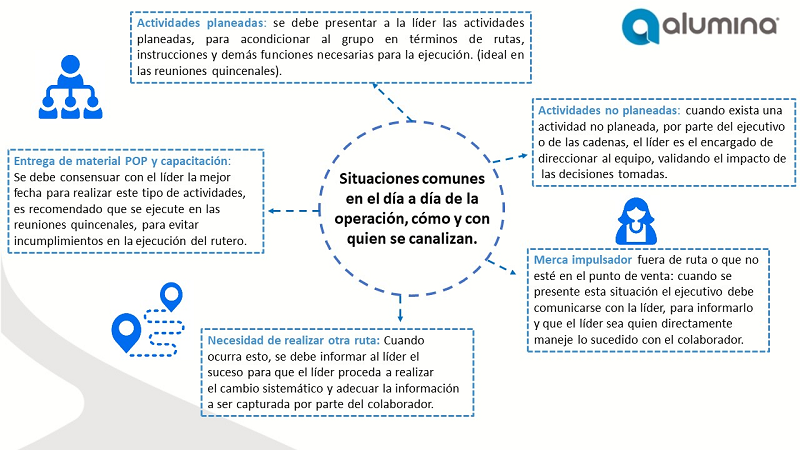 Actividades planeadas: se debe presentar a la líder las actividades
planeadas, para acondicionar al grupo en términos de rutas,
instrucciones y demás funciones necesarias para la ejecución. (ideal en
las reuniones quincenales).
alumina
Actividades no planeadas: cuando exista una
actividad no planeada, por parte del ejecutivo
o de las cadenas, el líder es el encargado de
direccionar al equipo, validando el impacto de
las decisiones tomadas.
Entrega de material POP y capacitación:
Se debe consensuar con el líder la mejor
fecha para realizar este tipo de actividades,
es recomendado que se ejecute en las
reuniones quincenales, para evitar
incumplimientos en la ejecución del rutero.
Situaciones comunes
en el día a día de la
operación, cómo y con
quien se canalizan.
Merca impulsador fuera de ruta o que no
esté en el punto de venta: cuando se
presente esta situación el ejecutivo debe
comunicarse con la líder, para informarlo
y que el líder sea quien directamente
maneje lo sucedido con el colaborador.
Necesidad de realizar otra ruta: Cuando
ocurra esto, se debe informar al líder el
suceso para que el líder proceda a realizar
el cambio sistemático y adecuar la información
a ser capturada por parte del colaborador.